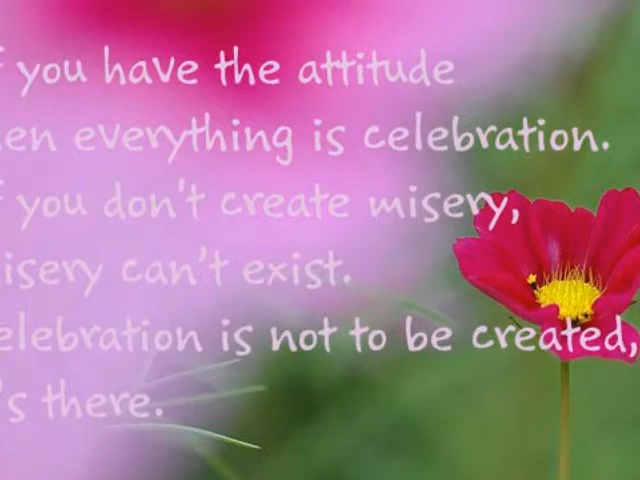 f you have the attitude
en everything is celebration.
f you don't create misery,
isery can't exist.
elebration is not to be created,
's there.